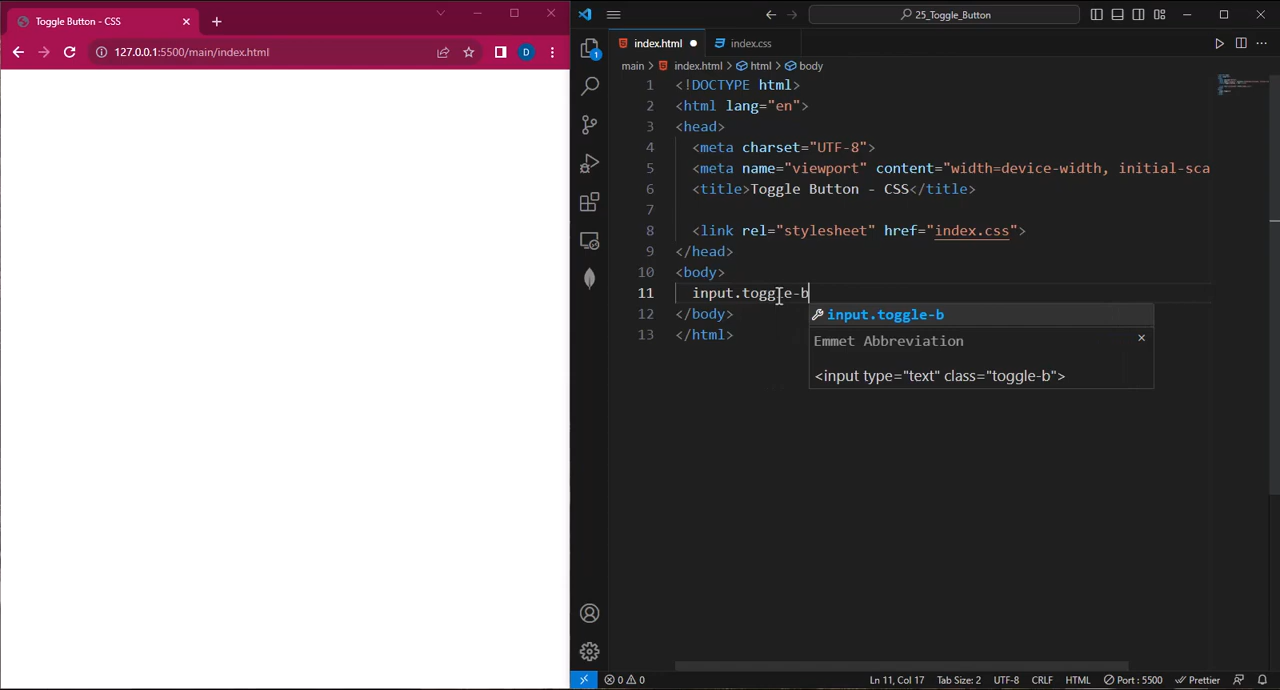 Toggle Button - CSS
127.0.0.1:5500/main/index.html
D
25_Toggle_Button
index.html
index.css
main > index.html > html > body
1 <!DOCTYPE html>
2 <html lang="en">
3 <head>
4 <meta charset="UTF-8">
5 <meta name="viewport" content="width=device-width, initial-sca
6 <title>Toggle Button - CSS</title>
7
8 <link rel="stylesheet" href="index.css">
9 </head>
10 <body>
11 input.toggle-b
12 </body>
13 </html>
input.toggle-b
Emmet Abbreviation
<input type="text" class="toggle-b">
1
0 0
Ln 11, Col 17 Tab Size: 2 UTF-8 CRLF HTML Port : 5500 Prettier